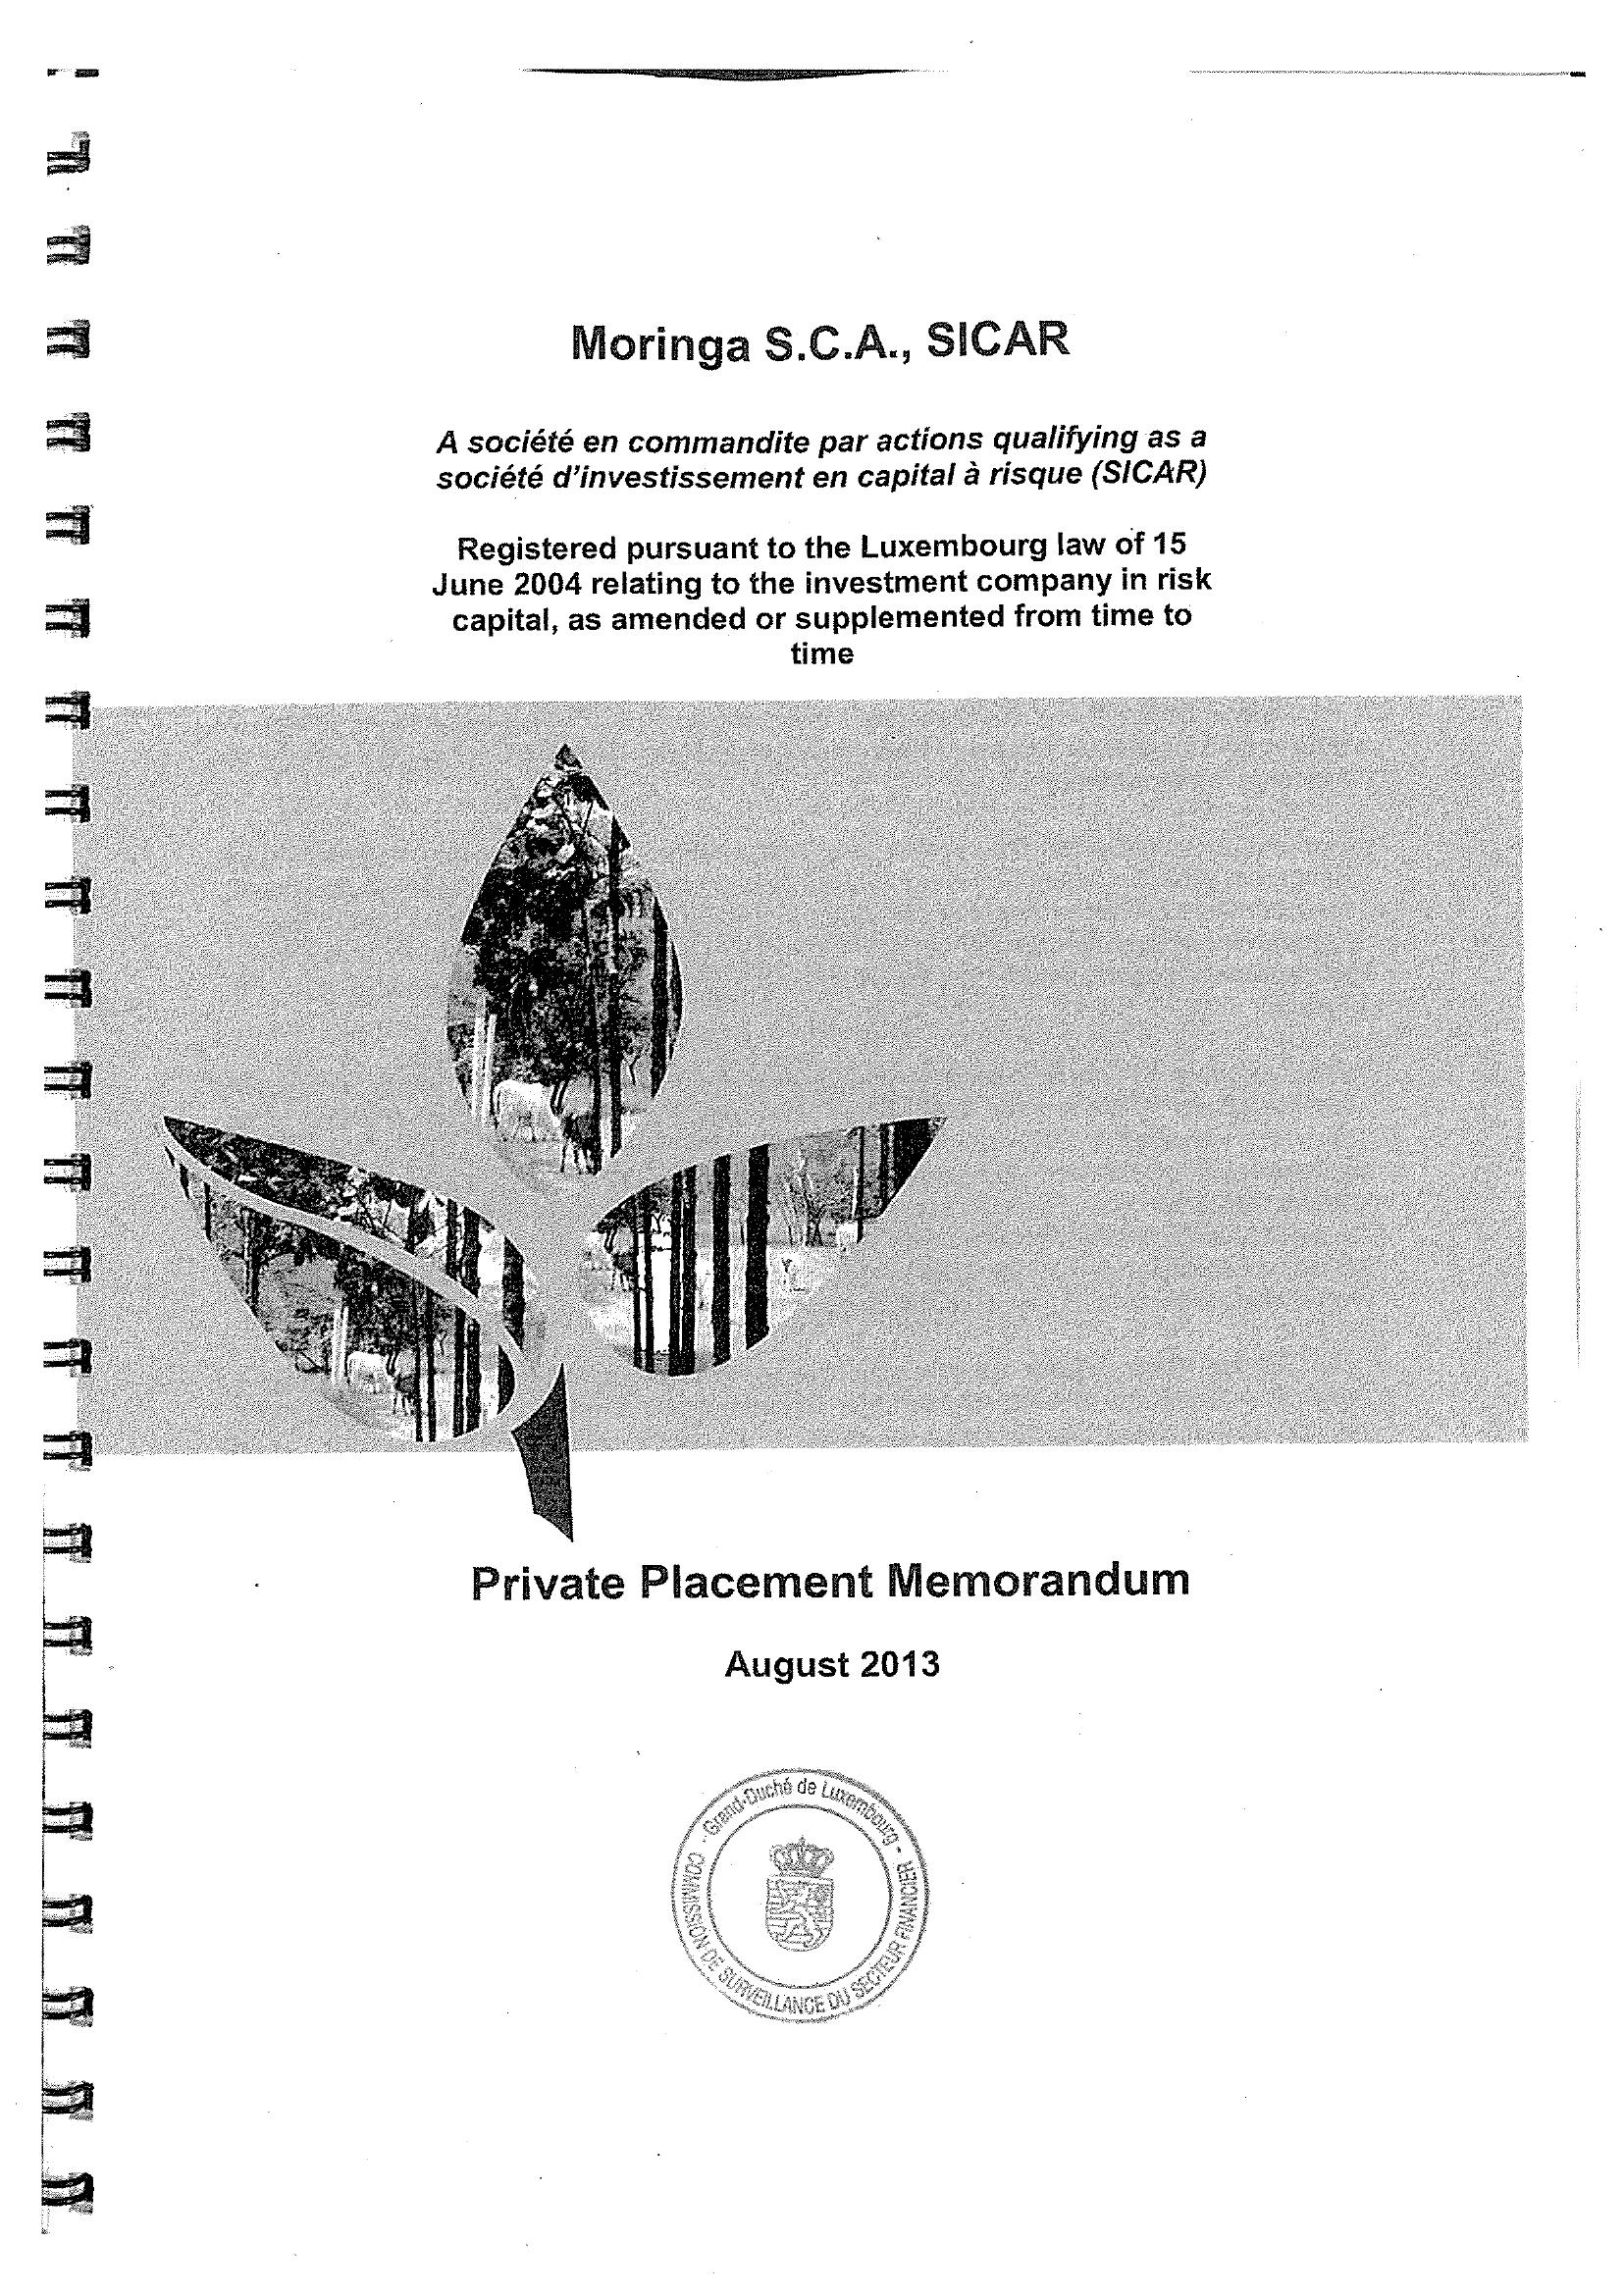 Moringa S.C.A., SICAR
A société en commandite par actions qualifying as a
société d'investissement en capital à risque (SICAR)
Registered pursuant to the Luxembourg law of 15
June 2004 relating to the investment company in risk
capital, as amended or supplemented from time to
time
Private Placement Memorandum
August 2013
- Grand-Duché de Luxembourg -
COMMISSION DE SURVEILLANCE DU SECTEUR FINANCIER